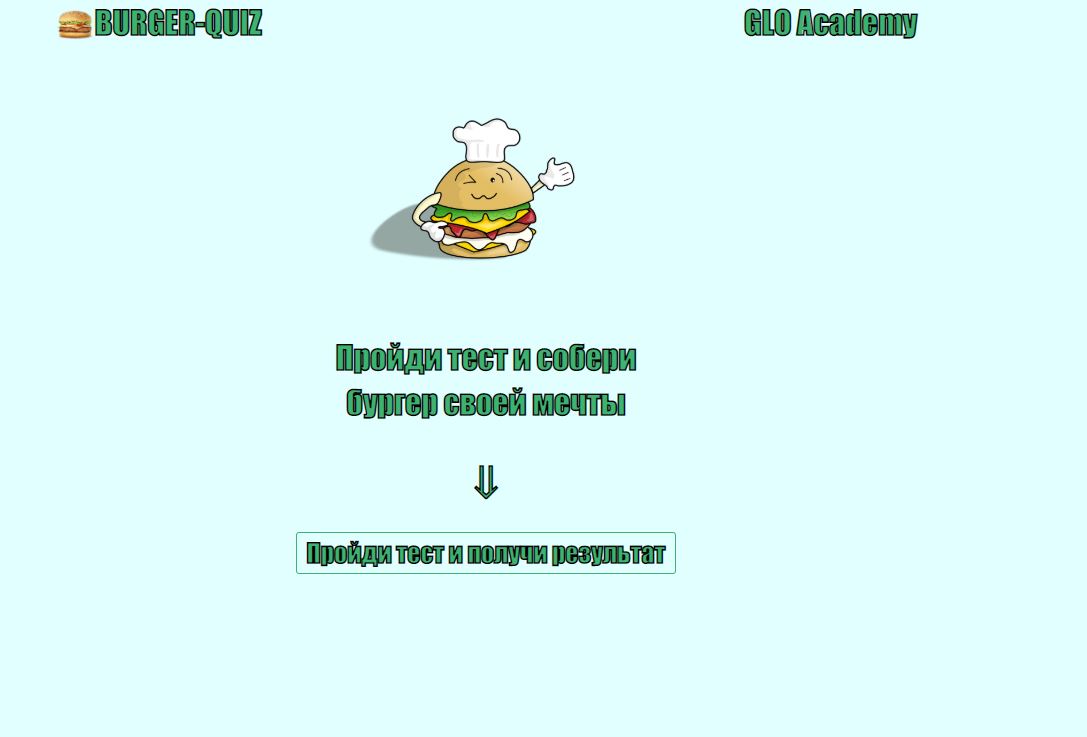 BURGER-QUIZ
GLO Academy
Пройди тест и собери
бургер своей мечты
⇓
Пройди тест и получи результат